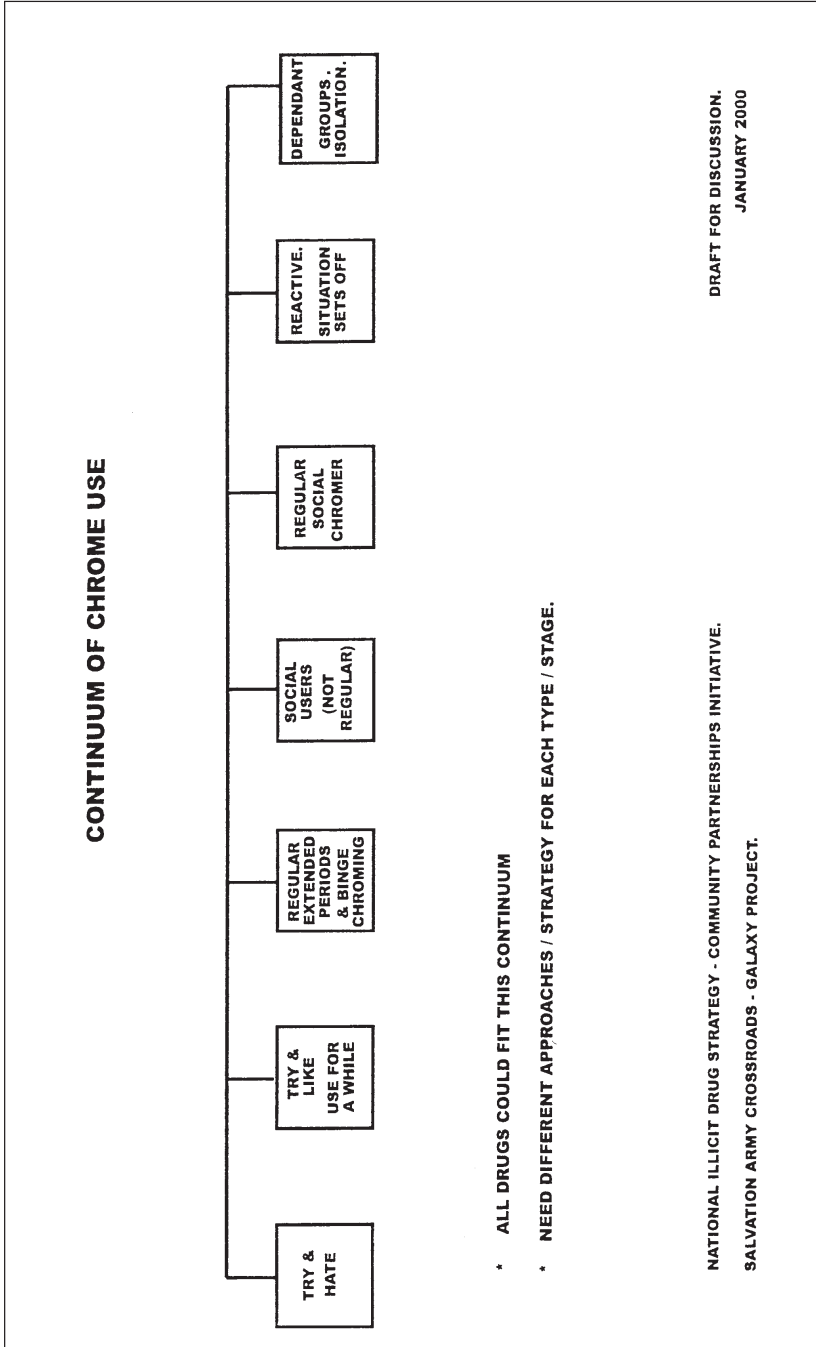 CONTINUUM OF CHROME USE
TRY &
HATE
TRY &
LIKE
USE FOR
A WHILE
REGULAR
EXTENDED
PERIODS
& BINGE
CHROMING
SOCIAL
USERS
(NOT
REGULAR)
REGULAR
SOCIAL
CHROMER
REACTIVE.
SITUATION
SETS OFF
DEPENDANT
GROUPS.
ISOLATION.
* ALL DRUGS COULD FIT THIS CONTINUUM
* NEED DIFFERENT APPROACHES / STRATEGY FOR EACH TYPE / STAGE.
NATIONAL ILLICIT DRUG STRATEGY - COMMUNITY PARTNERSHIPS INITIATIVE.
SALVATION ARMY CROSSROADS - GALAXY PROJECT.
DRAFT FOR DISCUSSION.
JANUARY 2000